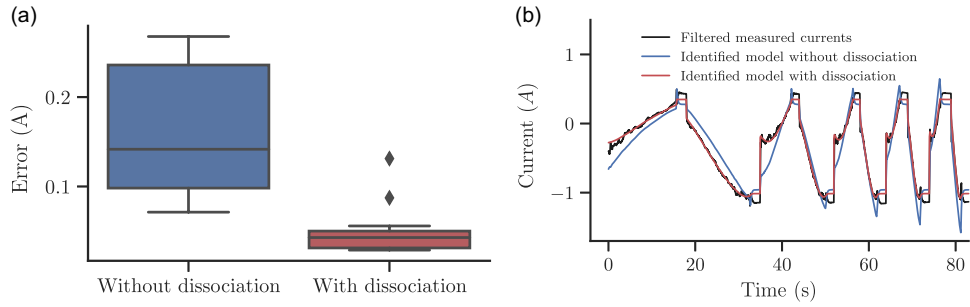 (a)
Error (A)
0.2
0.1
Without dissociation
With dissociation
(b)
Filtered measured currents
Identified model without dissociation
Identified model with dissociation
Current (A)
1
0
−1
0
20
40
60
80
Time (s)